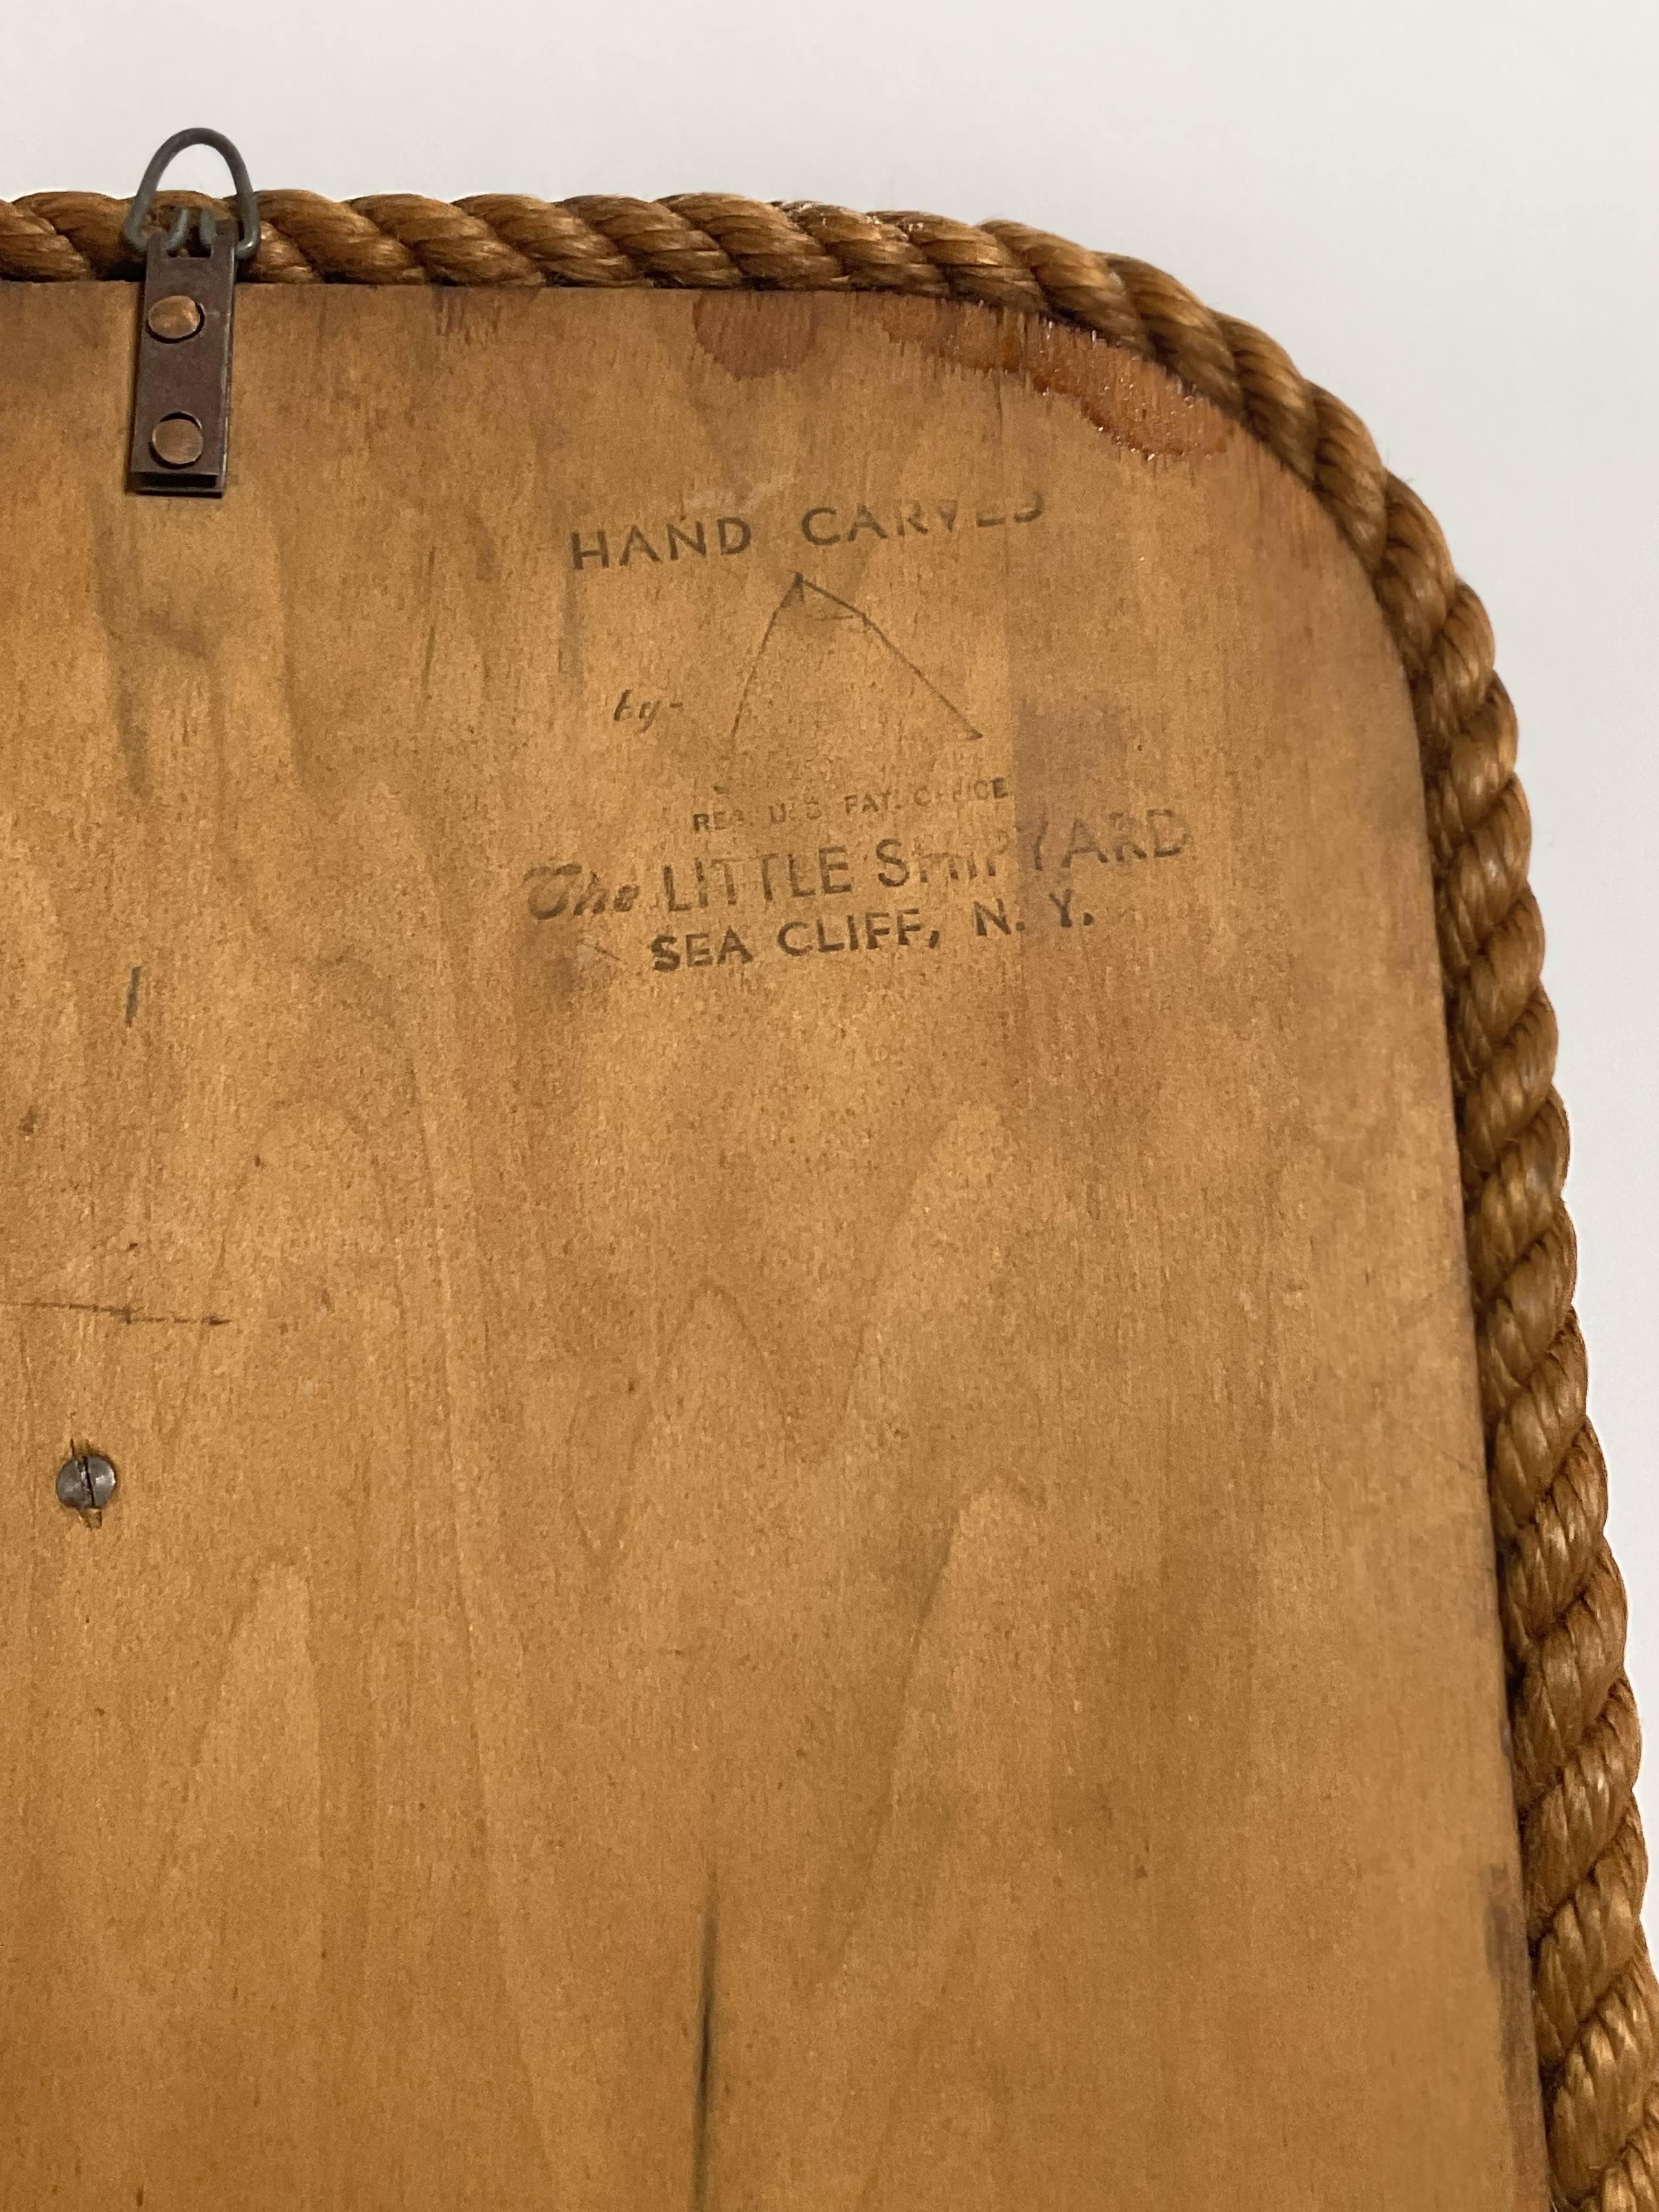 HAND CARVED
by-
REG. U.S. PAT. OFFICE
The LITTLE SHIPYARD
SEA CLIFF, N. Y.